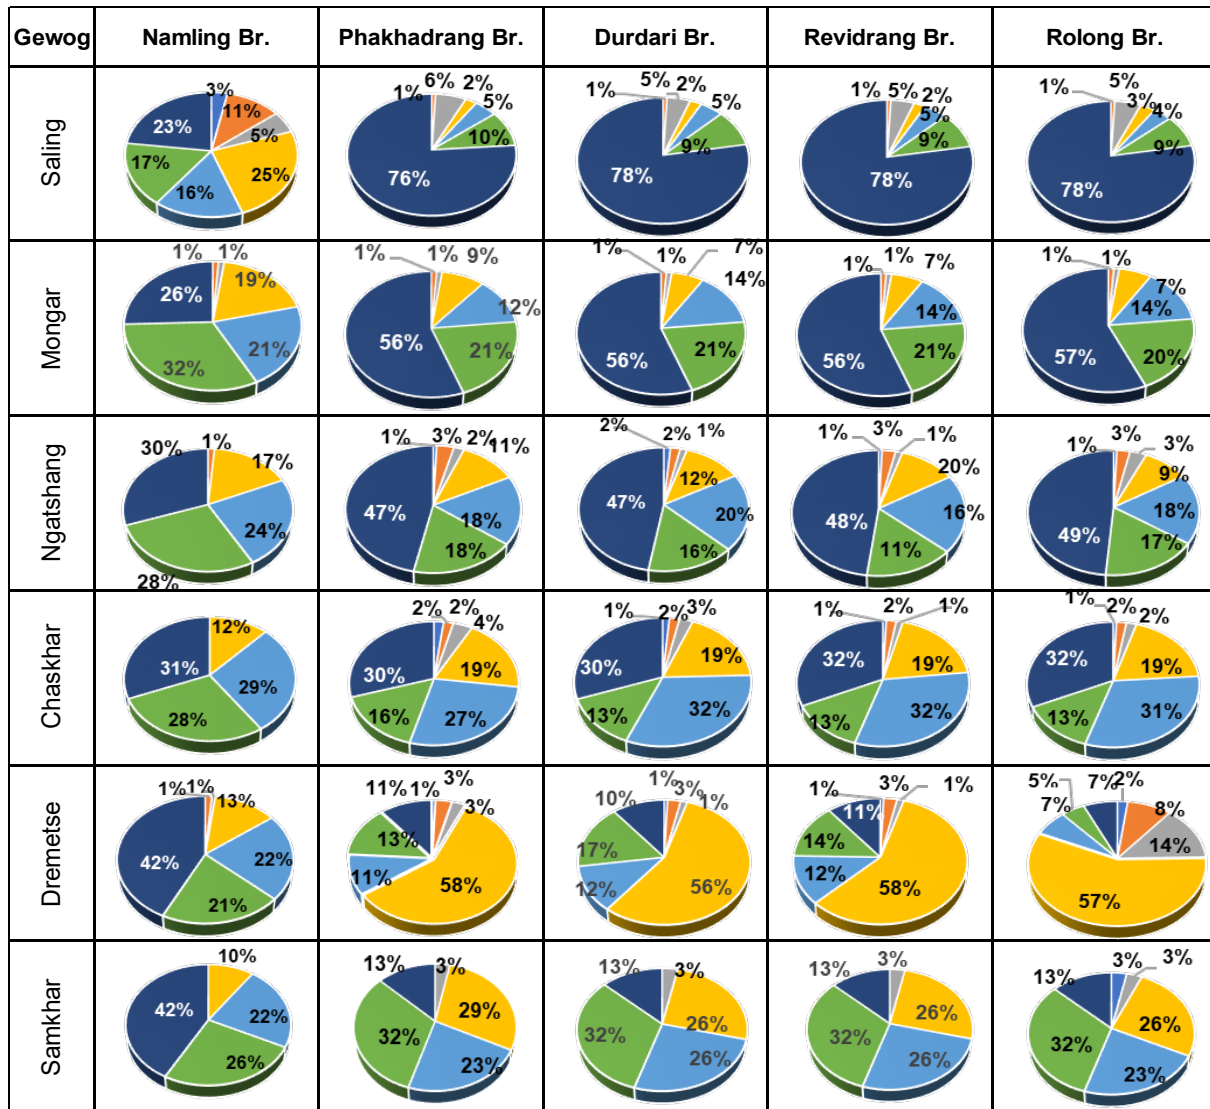 Gewog Namling Br. Phakhadrang Br. Durdari Br. Revidrang Br. Rolong Br.
Saling
3% 11% 5% 25% 16% 17% 23%
1% 6% 2% 5% 10% 76%
1% 5% 2% 5% 9% 78%
1% 5% 2% 5% 9% 78%
1% 5% 3% 4% 9% 78%
Mongar
1% 1% 19% 21% 32% 26%
1% 1% 9% 12% 21% 56%
1% 1% 7% 14% 21% 56%
1% 1% 7% 14% 21% 56%
1% 1% 7% 14% 20% 57%
Ngatshang
1% 17% 24% 28% 30%
1% 3% 2% 11% 18% 18% 47%
2% 2% 1% 12% 20% 16% 47%
1% 3% 1% 20% 16% 11% 48%
1% 3% 3% 9% 18% 17% 49%
Chaskhar
12% 29% 28% 31%
2% 2% 4% 19% 27% 16% 30%
1% 2% 3% 19% 32% 13% 30%
1% 2% 1% 19% 32% 13% 32%
1% 2% 2% 19% 31% 13% 32%
Dremetse
1% 1% 13% 22% 21% 42%
1% 3% 3% 58% 11% 13% 11%
1% 3% 1% 56% 12% 17% 10%
1% 3% 1% 58% 12% 14% 11%
2% 8% 14% 57% 7% 5% 7%
Samkhar
10% 22% 26% 42%
3% 29% 23% 32% 13%
3% 26% 26% 32% 13%
3% 26% 26% 32% 13%
3% 3% 26% 23% 32% 13%